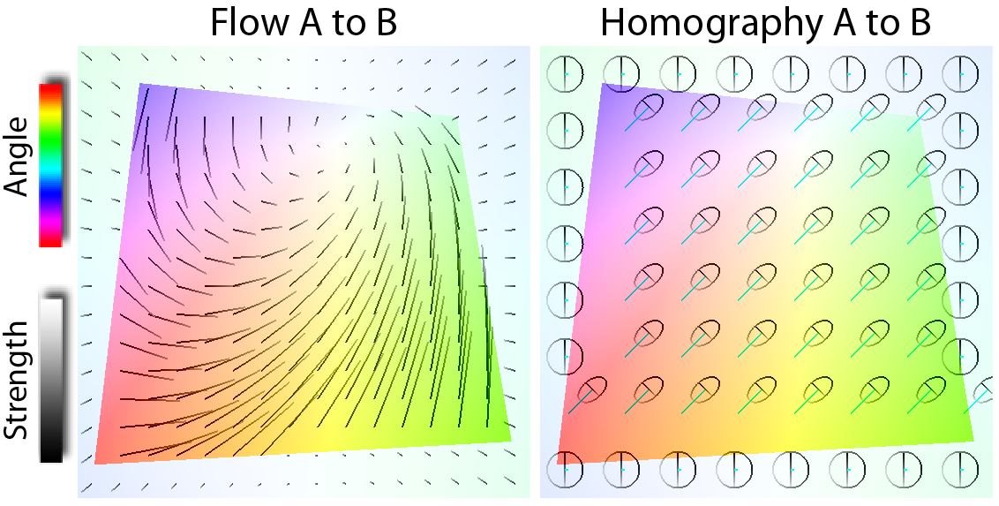 Flow A to B
Homography A to B
Angle
Strength